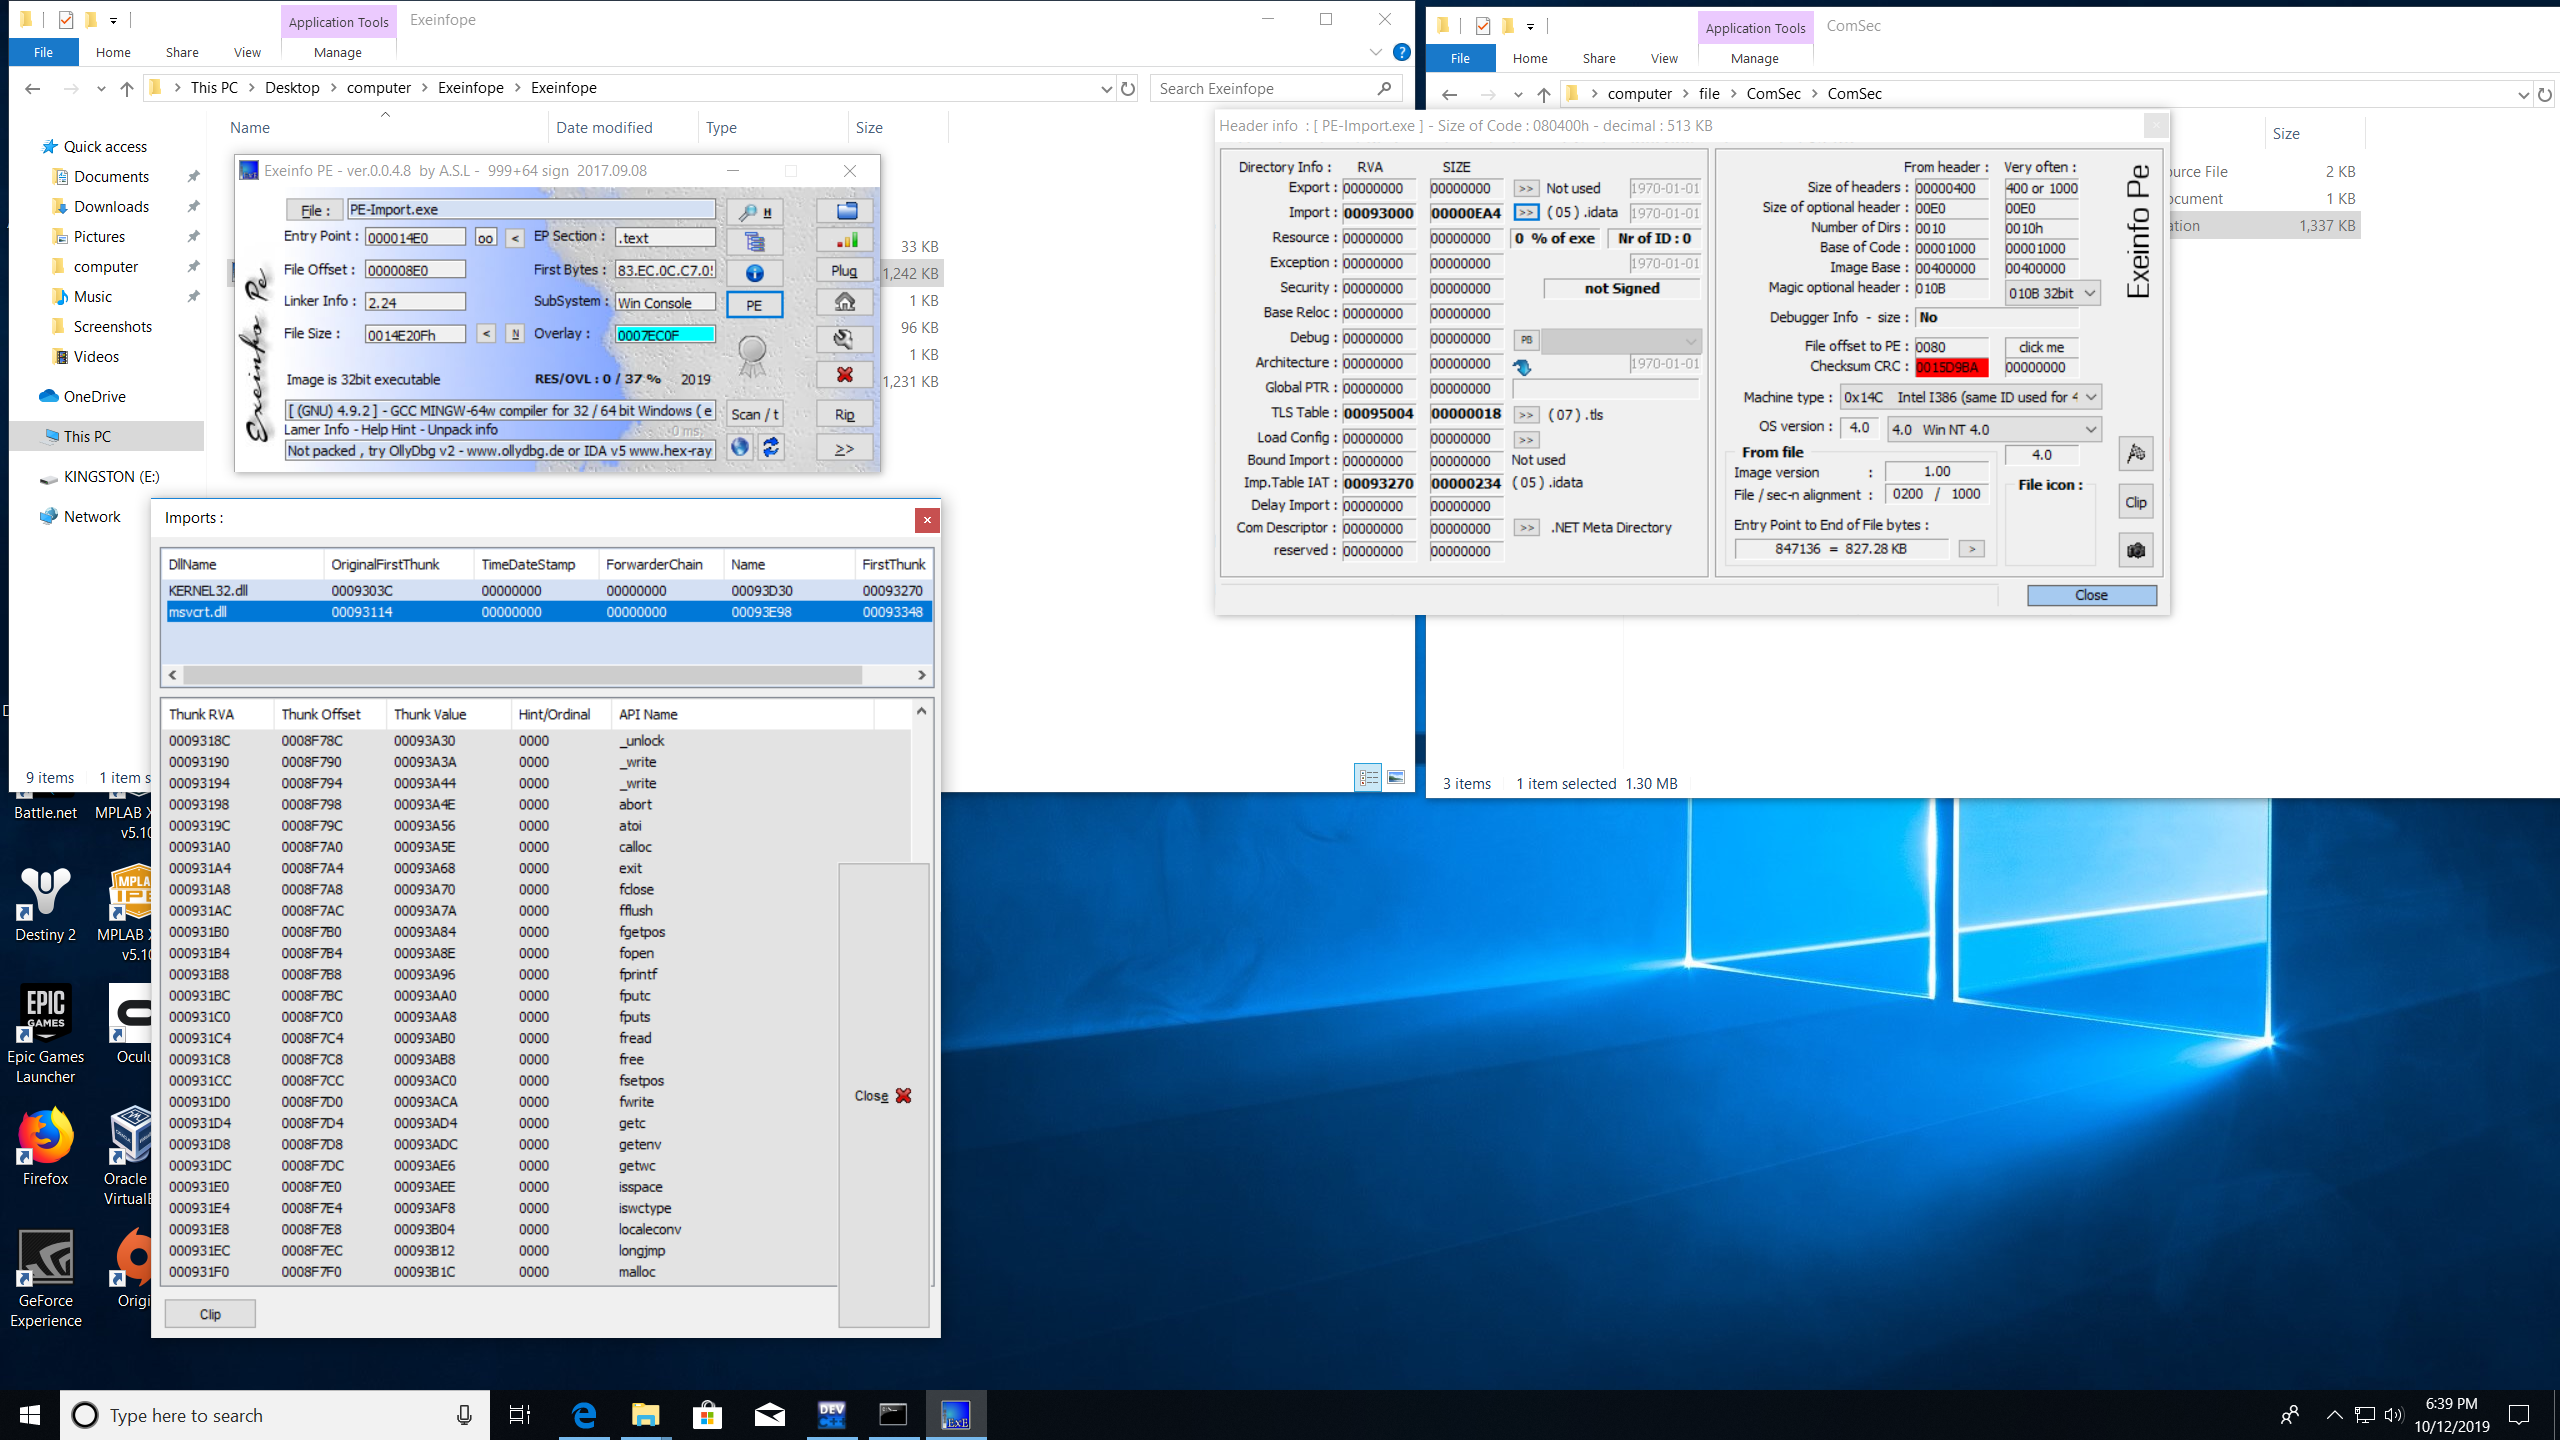 Application Tools
Exeinfope
File
Home
Share
View
Manage
This PC
Desktop
computer
Exeinfope
Exeinfope
Search Exeinfope
Name
Date modified
Type
Size
Quick access
Documents
Downloads
Pictures
computer
Music
Screenshots
Videos
OneDrive
This PC
KINGSTON (E:)
Network
33 KB
1,242 KB
1 KB
96 KB
1 KB
1,231 KB
9 items
1 item s
Exeinfo PE - ver.0.0.4.8 by A.S.L - 999+64 sign 2017.09.08
Exeinfo Pe
File : PE-Import.exe H
Entry Point : 000014E0 oo < EP Section : .text
File Offset : 000008E0 First Bytes : 83.EC.0C.C7.0 Plug
Linker Info : 2.24 SubSystem : Win Console PE
File Size : 0014E20Fh < N Overlay : 0007EC0F
Image is 32bit executable RES/OVL : 0 / 37 % 2019
[ (GNU) 4.9.2 ] - GCC MINGW-64w compiler for 32 / 64 bit Windows ( e Scan / t Rip
Lamer Info - Help Hint - Unpack info 0 ms.
Not packed , try OllyDbg v2 - www.ollydbg.de or IDA v5 www.hex-ray >>
Imports :
DllName OriginalFirstThunk TimeDateStamp ForwarderChain Name FirstThunk
KERNEL32.dll 0009303C 00000000 00000000 00093D30 00093270
msvcrt.dll 00093114 00000000 00000000 00093E98 00093348
Thunk RVA Thunk Offset Thunk Value Hint/Ordinal API Name
0009318C 0008F78C 00093A30 0000 _unlock
00093190 0008F790 00093A3A 0000 _write
00093194 0008F794 00093A44 0000 _write
00093198 0008F798 00093A4E 0000 abort
0009319C 0008F79C 00093A56 0000 atoi
000931A0 0008F7A0 00093A5E 0000 calloc
000931A4 0008F7A4 00093A68 0000 exit
000931A8 0008F7A8 00093A70 0000 fclose
000931AC 0008F7AC 00093A7A 0000 fflush
000931B0 0008F7B0 00093A84 0000 fgetpos
000931B4 0008F7B4 00093A8E 0000 fopen
000931B8 0008F7B8 00093A96 0000 fprintf
000931BC 0008F7BC 00093AA0 0000 fputc
000931C0 0008F7C0 00093AA8 0000 fputs
000931C4 0008F7C4 00093AB0 0000 fread
000931C8 0008F7C8 00093AB8 0000 free
000931CC 0008F7CC 00093AC0 0000 fsetpos
000931D0 0008F7D0 00093ACA 0000 fwrite
000931D4 0008F7D4 00093AD4 0000 getc
000931D8 0008F7D8 00093ADC 0000 getenv
000931DC 0008F7DC 00093AE6 0000 getwc
000931E0 0008F7E0 00093AEE 0000 isspace
000931E4 0008F7E4 00093AF8 0000 iswctype
000931E8 0008F7E8 00093B04 0000 localeconv
000931EC 0008F7EC 00093B12 0000 longjmp
000931F0 0008F7F0 00093B1C 0000 malloc
Close
Clip
Application Tools
ComSec
File
Home
Share
View
Manage
computer
file
ComSec
ComSec
Size
urce File 2 KB
ocument 1 KB
ation 1,337 KB
3 items
1 item selected 1.30 MB
Header info : [ PE-Import.exe ] - Size of Code : 080400h - decimal : 513 KB
Directory Info : RVA SIZE
Export : 00000000 00000000 >> Not used 1970-01-01
Import : 00093000 00000EA4 >> ( 05 ) .idata 1970-01-01
Resource : 00000000 00000000 0 % of exe Nr of ID : 0
Exception : 00000000 00000000 1970-01-01
Security : 00000000 00000000 not Signed
Base Reloc : 00000000 00000000
Debug : 00000000 00000000 PB
Architecture : 00000000 00000000 1970-01-01
Global PTR : 00000000 00000000
TLS Table : 00095004 00000018 >> ( 07 ) .tls
Load Config : 00000000 00000000 >>
Bound Import : 00000000 00000000 Not used
Imp.Table IAT : 00093270 00000234 ( 05 ) .idata
Delay Import : 00000000 00000000
Com Descriptor : 00000000 00000000 >> .NET Meta Directory
reserved : 00000000 00000000
From header : Very often :
Size of headers : 00000400 400 or 1000
Size of optional header : 00E0 00E0
Number of Dirs : 0010 0010h
Base of Code : 00001000 00001000
Image Base : 00400000 00400000
Magic optional header : 010B 010B 32bit
Debugger Info - size : No
File offset to PE : 0080 click me
Checksum CRC : 0015D9BA 00000000
Machine type : 0x14C Intel I386 (same ID used for 4
OS version : 4.0 4.0 Win NT 4.0
From file 4.0
Image version : 1.00
File / sec-n alignment : 0200 / 1000
File icon :
Entry Point to End of File bytes :
847136 = 827.28 KB >
Exeinfo Pe
Clip
Close
Battle.net
MPLAB X
v5.10
Destiny 2
MPLAB X
v5.10
MPLA
IPE
EPIC
GAMES
Epic Games
Launcher
Oculu
Firefox
Oracle
VirtualB
GeForce
Experience
Origi
Type here to search
DEV
C++
ExE
6:39 PM
10/12/2019